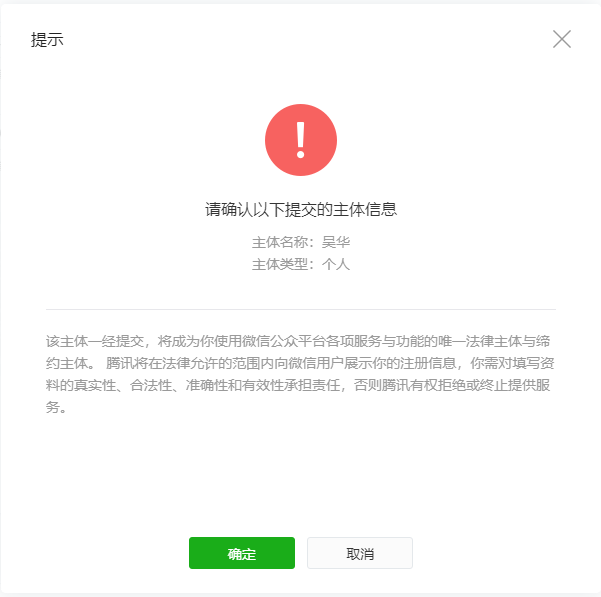 提示
请确认以下提交的主体信息
主体名称：吴华
主体类型：个人
该主体一经提交，将成为你使用微信公众平台各项服务与功能的唯一法律主体与缔
约主体。 腾讯将在法律允许的范围内向微信用户展示你的注册信息，你需对填写资
料的真实性、合法性、准确性和有效性承担责任，否则腾讯有权拒绝或终止提供服
务。
确定
取消